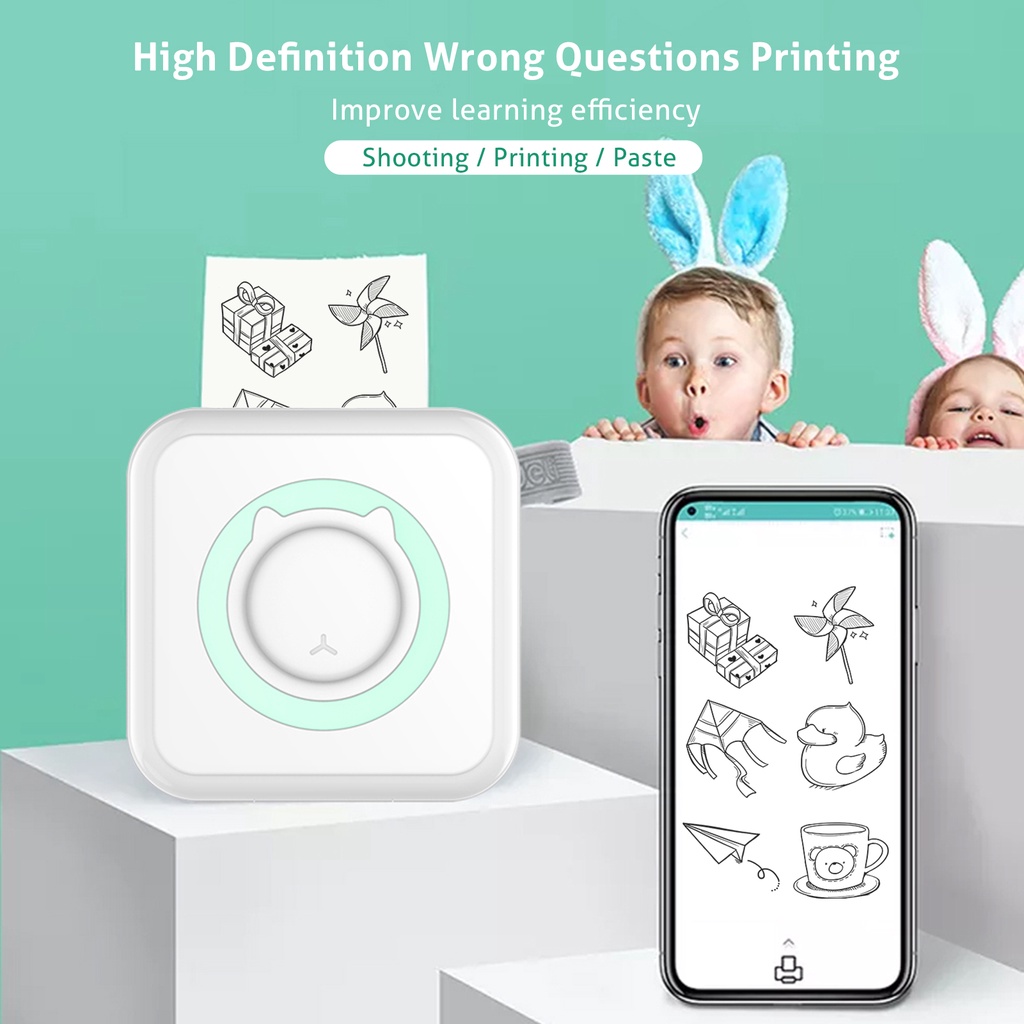 High Definition Wrong Questions Printing
Improve learning efficiency
Shooting / Printing / Paste